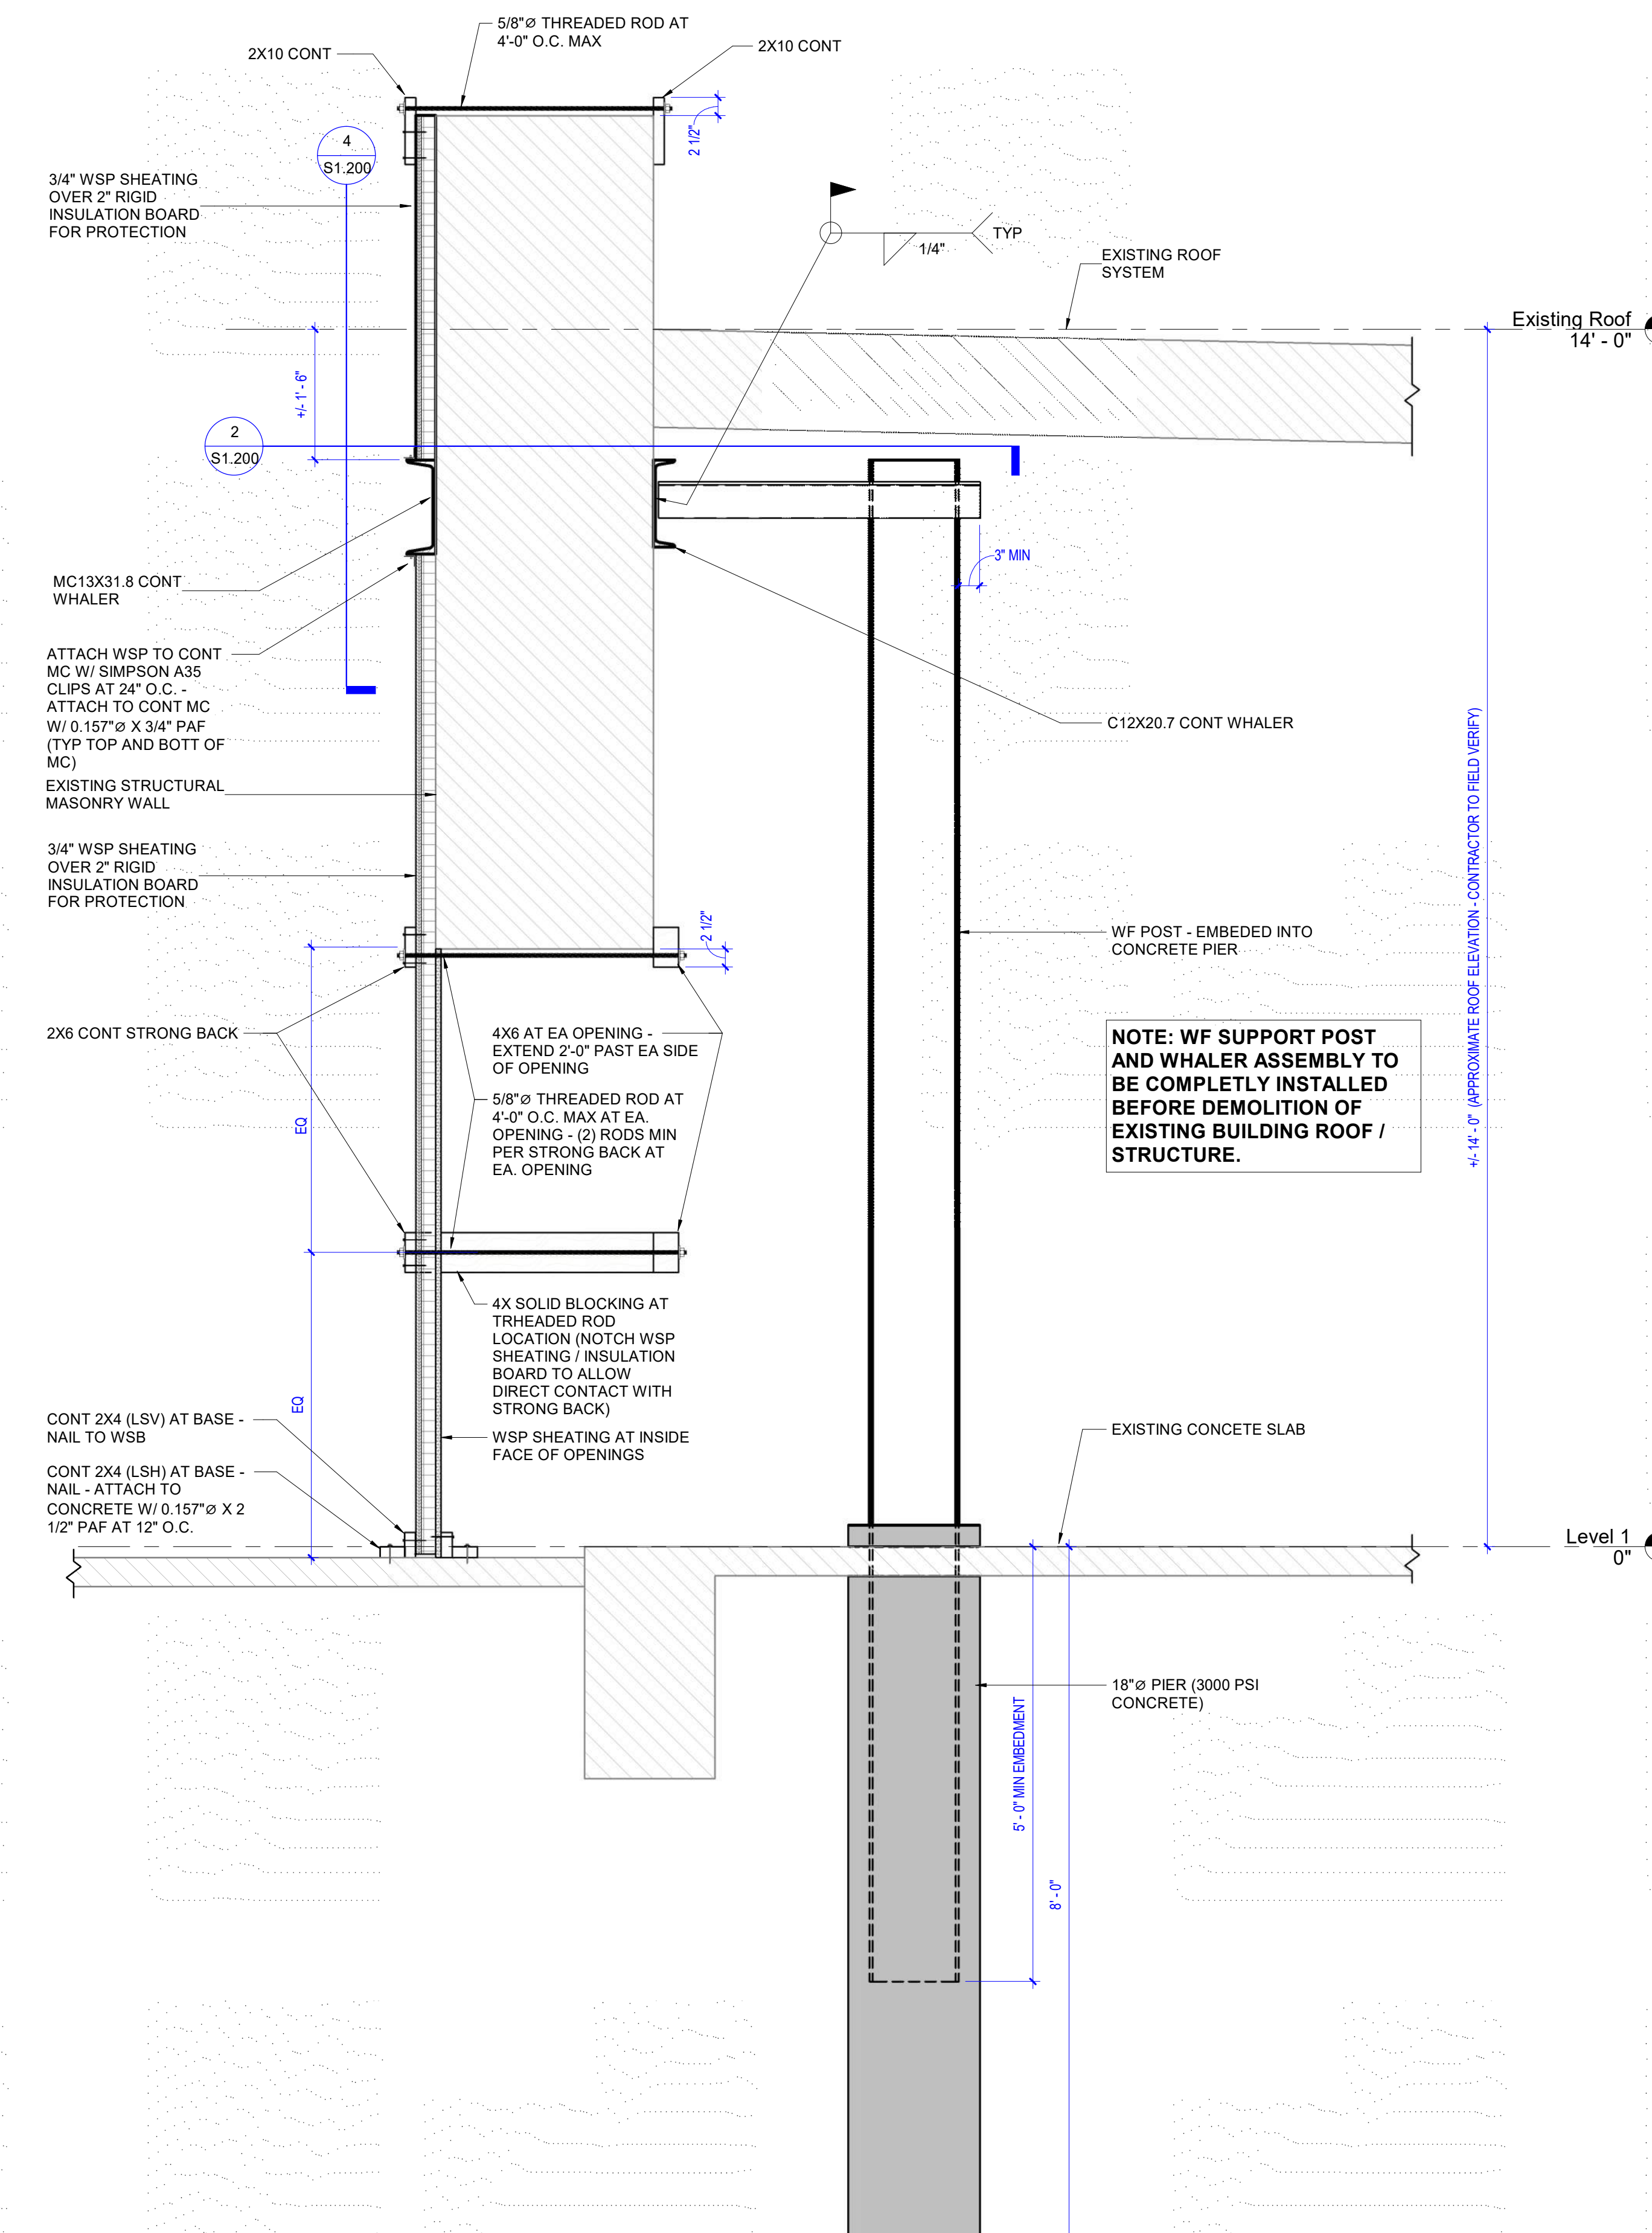 5/8"Ø THREADED ROD AT
4'-0" O.C. MAX
2X10 CONT
2X10 CONT
2 1/2"
4
S1.200
3/4" WSP SHEATING
OVER 2" RIGID
INSULATION BOARD
FOR PROTECTION
1/4"
TYP
EXISTING ROOF
SYSTEM
Existing Roof
14' - 0"
+/- 1' - 6"
2
S1.200
3" MIN
MC13X31.8 CONT
WHALER
ATTACH WSP TO CONT
MC W/ SIMPSON A35
CLIPS AT 24" O.C. -
ATTACH TO CONT MC
W/ 0.157"Ø X 3/4" PAF
(TYP TOP AND BOTT OF
MC)
C12X20.7 CONT WHALER
EXISTING STRUCTURAL
MASONRY WALL
3/4" WSP SHEATING
OVER 2" RIGID
INSULATION BOARD
FOR PROTECTION
+/- 14' - 0" (APPROXIMATE ROOF ELEVATION - CONTRACTOR TO FIELD VERIFY)
2 1/2"
WF POST - EMBEDED INTO
CONCRETE PIER
2X6 CONT STRONG BACK
4X6 AT EA OPENING -
EXTEND 2'-0" PAST EA SIDE
OF OPENING
NOTE: WF SUPPORT POST
AND WHALER ASSEMBLY TO
BE COMPLETLY INSTALLED
BEFORE DEMOLITION OF
EXISTING BUILDING ROOF /
STRUCTURE.
EQ
5/8"Ø THREADED ROD AT
4'-0" O.C. MAX AT EA.
OPENING - (2) RODS MIN
PER STRONG BACK AT
EA. OPENING
4X SOLID BLOCKING AT
TRHEADED ROD
LOCATION (NOTCH WSP
SHEATING / INSULATION
BOARD TO ALLOW
DIRECT CONTACT WITH
STRONG BACK)
EQ
CONT 2X4 (LSV) AT BASE -
NAIL TO WSB
WSP SHEATING AT INSIDE
FACE OF OPENINGS
EXISTING CONCETE SLAB
CONT 2X4 (LSH) AT BASE -
NAIL - ATTACH TO
CONCRETE W/ 0.157"Ø X 2
1/2" PAF AT 12" O.C.
Level 1
0"
18"Ø PIER (3000 PSI
CONCRETE)
5' - 0" MIN EMBEDMENT
8' - 0"